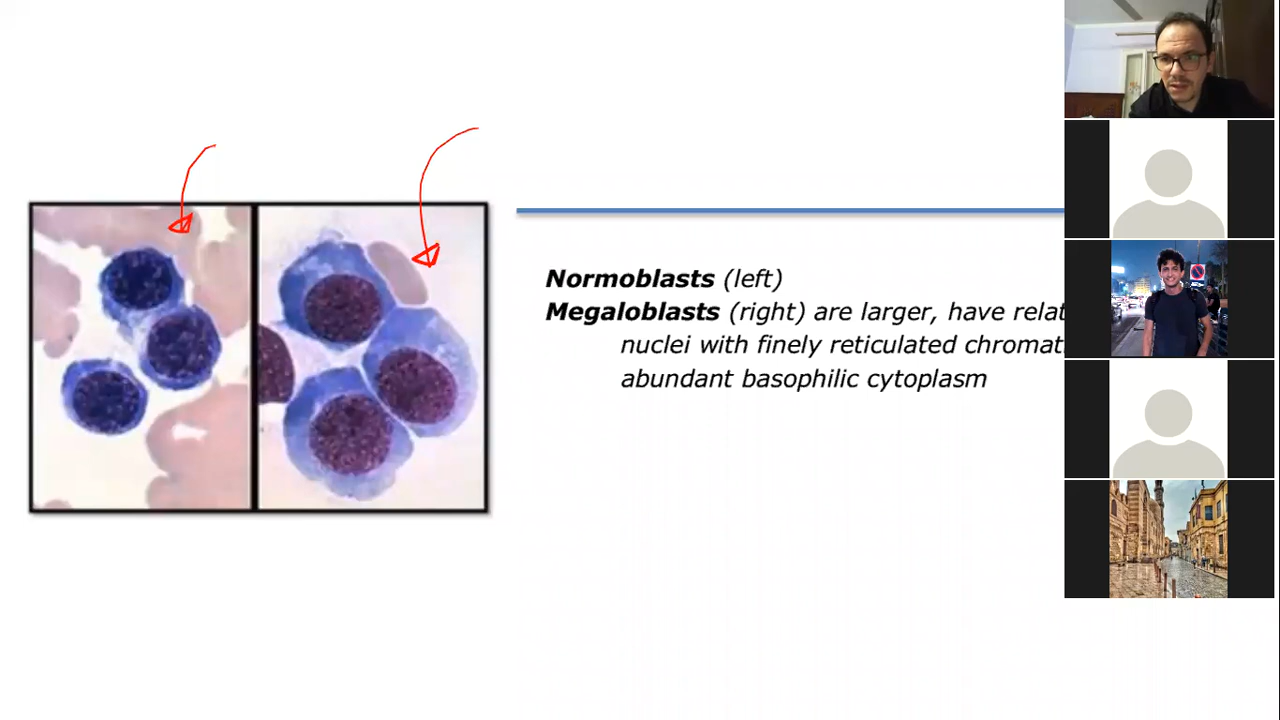 Normoblasts (left)
Megaloblasts (right) are larger, have relat
nuclei with finely reticulated chromat
abundant basophilic cytoplasm